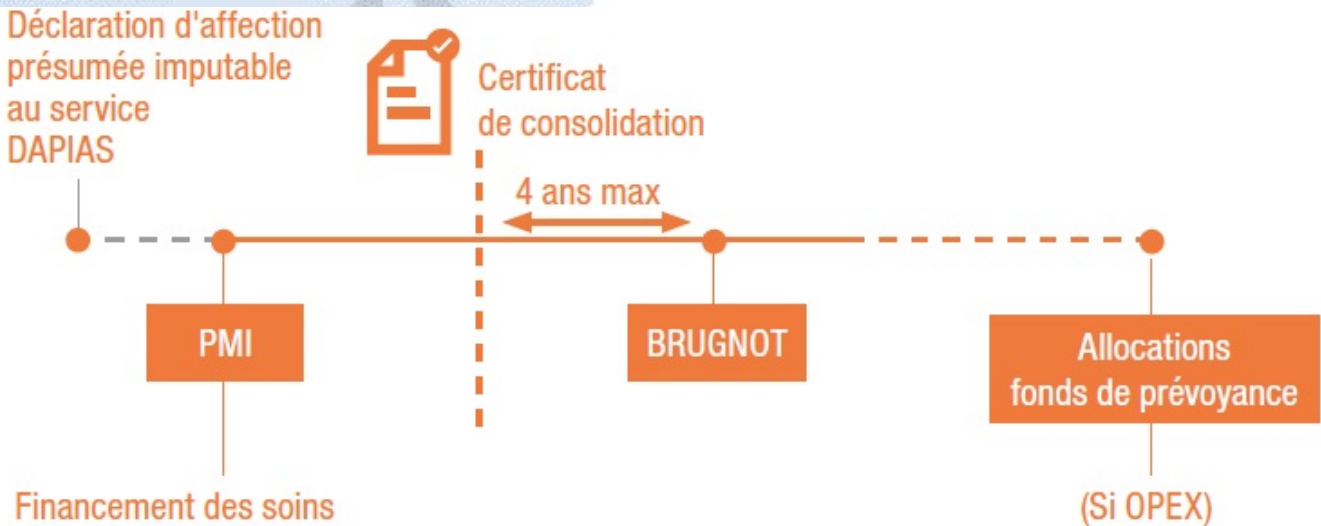 Déclaration d'affection
présumée imputable
au service
DAPIAS
Certificat
de consolidation
4 ans max
PMI
BRUGNOT
Allocations
fonds de prévoyance
Financement des soins
(Si OPEX)